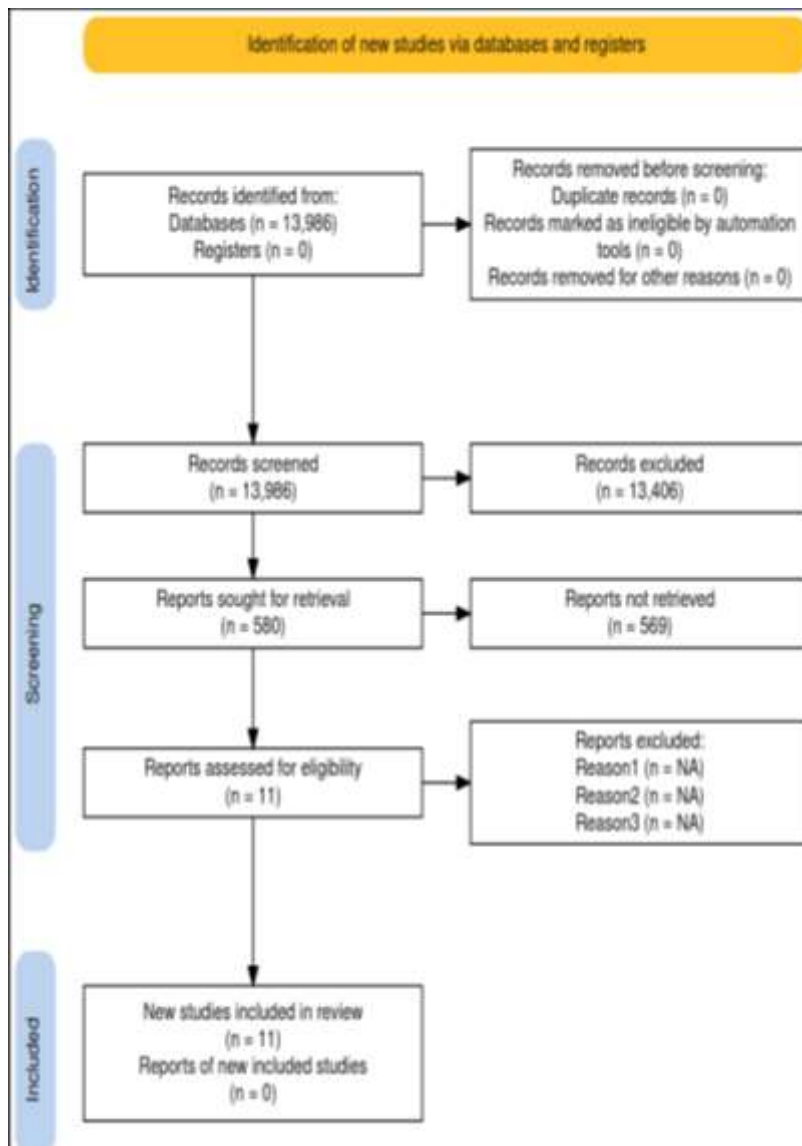 Identification of new studies via databases and registers
Identification
Records identified from:
Databases (n = 13,986)
Registers (n = 0)
Records removed before screening:
Duplicate records (n = 0)
Records marked as ineligible by automation
tools (n = 0)
Records removed for other reasons (n = 0)
Screening
Records screened
(n = 13,986)
Records excluded
(n = 13,406)
Reports sought for retrieval
(n = 580)
Reports not retrieved
(n = 569)
Reports assessed for eligibility
(n = 11)
Reports excluded:
Reason1 (n = NA)
Reason2 (n = NA)
Reason3 (n = NA)
Included
New studies included in review
(n = 11)
Reports of new included studies
(n = 0)